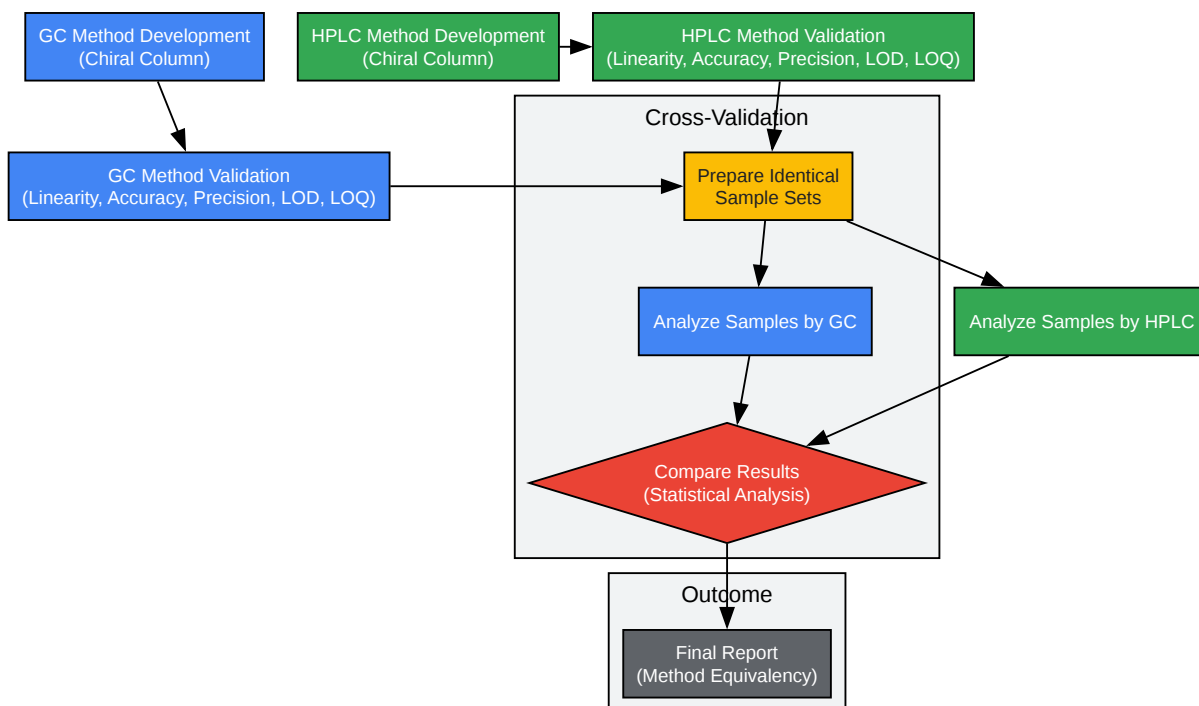 GC Method Development
(Chiral Column)
HPLC Method Development
(Chiral Column)
HPLC Method Validation
(Linearity, Accuracy, Precision, LOD, LOQ)
Cross-Validation
GC Method Validation
(Linearity, Accuracy, Precision, LOD, LOQ)
Prepare Identical
Sample Sets
Analyze Samples by GC
Analyze Samples by HPLC
Compare Results
(Statistical Analysis)
Outcome
Final Report
(Method Equivalency)